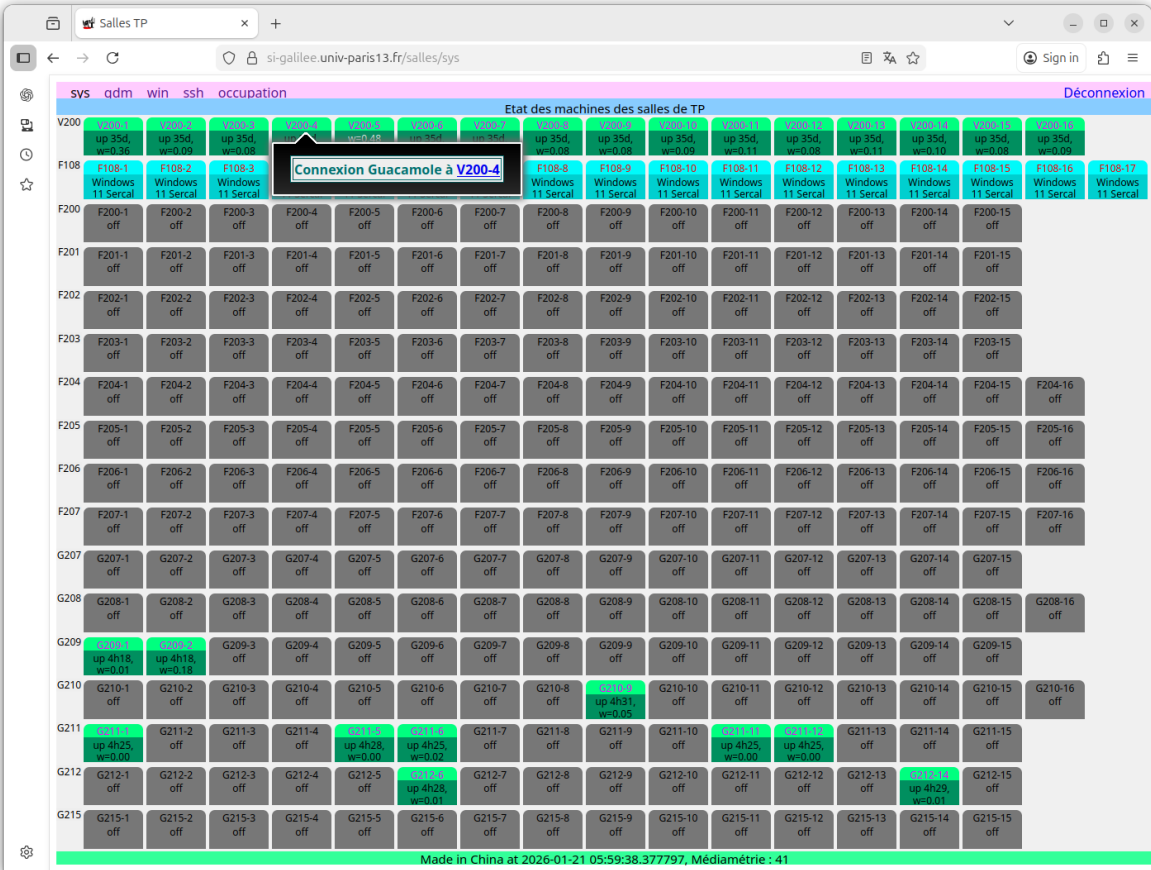 Salles TP
si-galilee.univ-paris13.fr/salles/sys
Sign in
sys qdm win ssh occupation Déconnexion
Etat des machines des salles de TP
V200 V200-1 V200-2 V200-3 V200-4 V200-5 V200-6 V200-7 V200-8 V200-9 V200-10 V200-11 V200-12 V200-13 V200-14 V200-15 V200-16
up 35d, up 35d, up 35d, w=0.48 up 35d, up 35d, up 35d, up 35d, up 35d, up 35d, up 35d, up 35d, up 35d,
w=0.36 w=0.09 w=0.08 w=0.08 w=0.08 w=0.09 w=0.11 w=0.08 w=0.11 w=0.10 w=0.08 w=0.09
Connexion Guacamole à V200-4
F108 F108-1 F108-2 F108-3 F108-8 F108-9 F108-10 F108-11 F108-12 F108-13 F108-14 F108-15 F108-16 F108-17
Windows Windows Windows Windows Windows Windows Windows Windows Windows Windows Windows Windows Windows
11 Sercal 11 Sercal 11 Sercal 11 Sercal 11 Sercal 11 Sercal 11 Sercal 11 Sercal 11 Sercal 11 Sercal 11 Sercal 11 Sercal 11 Sercal
F200 F200-1 F200-2 F200-3 F200-4 F200-5 F200-6 F200-7 F200-8 F200-9 F200-10 F200-11 F200-12 F200-13 F200-14 F200-15
off off off off off off off off off off off off off off off
F201 F201-1 F201-2 F201-3 F201-4 F201-5 F201-6 F201-7 F201-8 F201-9 F201-10 F201-11 F201-12 F201-13 F201-14 F201-15
off off off off off off off off off off off off off off off
F202 F202-1 F202-2 F202-3 F202-4 F202-5 F202-6 F202-7 F202-8 F202-9 F202-10 F202-11 F202-12 F202-13 F202-14 F202-15
off off off off off off off off off off off off off off off
F203 F203-1 F203-2 F203-3 F203-4 F203-5 F203-6 F203-7 F203-8 F203-9 F203-10 F203-11 F203-12 F203-13 F203-14 F203-15
off off off off off off off off off off off off off off off
F204 F204-1 F204-2 F204-3 F204-4 F204-5 F204-6 F204-7 F204-8 F204-9 F204-10 F204-11 F204-12 F204-13 F204-14 F204-15 F204-16
off off off off off off off off off off off off off off off off
F205 F205-1 F205-2 F205-3 F205-4 F205-5 F205-6 F205-7 F205-8 F205-9 F205-10 F205-11 F205-12 F205-13 F205-14 F205-15 F205-16
off off off off off off off off off off off off off off off off
F206 F206-1 F206-2 F206-3 F206-4 F206-5 F206-6 F206-7 F206-8 F206-9 F206-10 F206-11 F206-12 F206-13 F206-14 F206-15 F206-16
off off off off off off off off off off off off off off off off
F207 F207-1 F207-2 F207-3 F207-4 F207-5 F207-6 F207-7 F207-8 F207-9 F207-10 F207-11 F207-12 F207-13 F207-14 F207-15 F207-16
off off off off off off off off off off off off off off off off
G207 G207-1 G207-2 G207-3 G207-4 G207-5 G207-6 G207-7 G207-8 G207-9 G207-10 G207-11 G207-12 G207-13 G207-14 G207-15
off off off off off off off off off off off off off off off
G208 G208-1 G208-2 G208-3 G208-4 G208-5 G208-6 G208-7 G208-8 G208-9 G208-10 G208-11 G208-12 G208-13 G208-14 G208-15 G208-16
off off off off off off off off off off off off off off off off
G209 G209-1 G209-2 G209-3 G209-4 G209-5 G209-6 G209-7 G209-8 G209-9 G209-10 G209-11 G209-12 G209-13 G209-14 G209-15
up 4h18, up 4h18, off off off off off off off off off off off off off
w=0.01 w=0.18
G210 G210-1 G210-2 G210-3 G210-4 G210-5 G210-6 G210-7 G210-8 G210-9 G210-10 G210-11 G210-12 G210-13 G210-14 G210-15 G210-16
off off off off off off off off up 4h31, off off off off off off off
w=0.05
G211 G211-1 G211-2 G211-3 G211-4 G211-5 G211-6 G211-7 G211-8 G211-9 G211-10 G211-11 G211-12 G211-13 G211-14 G211-15
up 4h25, off off off up 4h28, up 4h25, off off off off up 4h25, up 4h25, off off off
w=0.00 w=0.00 w=0.02 w=0.00 w=0.00
G212 G212-1 G212-2 G212-3 G212-4 G212-5 G212-6 G212-7 G212-8 G212-9 G212-10 G212-11 G212-12 G212-13 G212-14 G212-15
off off off off off up 4h28, off off off off off off off up 4h29, off
w=0.01 w=0.01
G215 G215-1 G215-2 G215-3 G215-4 G215-5 G215-6 G215-7 G215-8 G215-9 G215-10 G215-11 G215-12 G215-13 G215-14 G215-15
off off off off off off off off off off off off off off off
Made in China at 2026-01-21 05:59:38.377797, Médiamétrie : 41